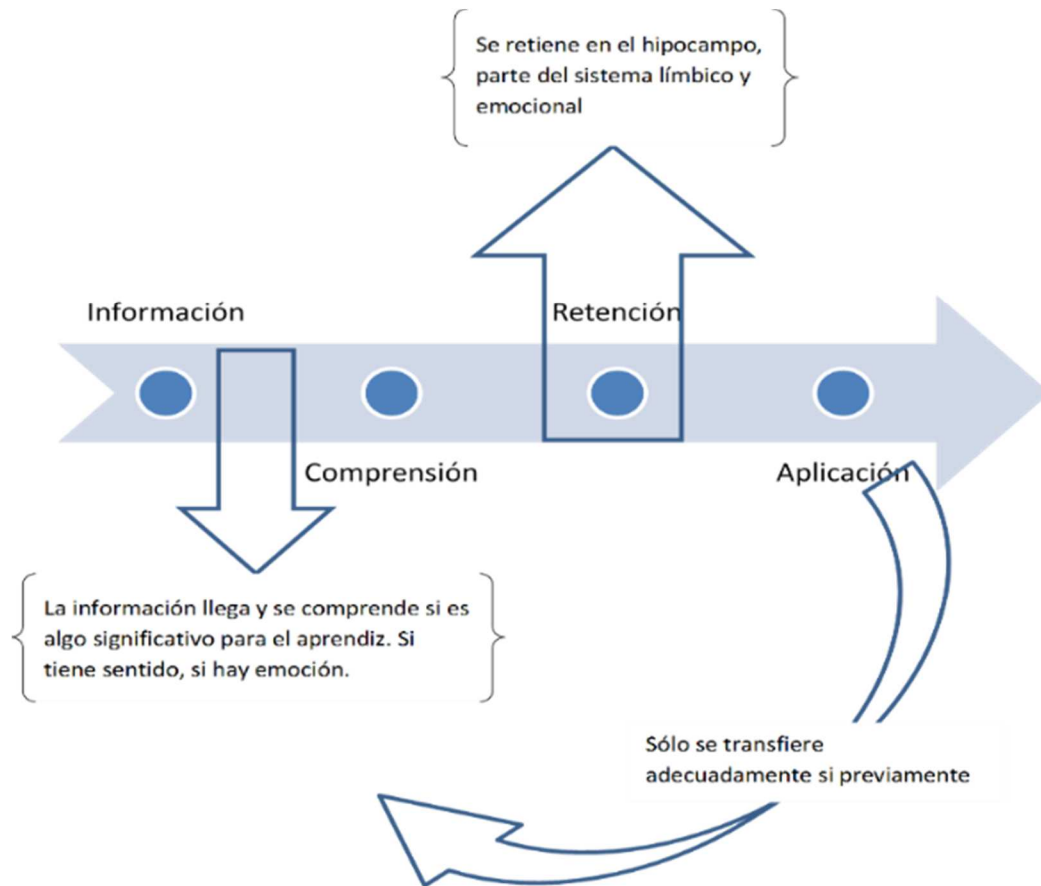 Se retiene en el hipocampo,
parte del sistema límbico y
emocional
Información
Retención
Comprensión
Aplicación
La información llega y se comprende si es
algo significativo para el aprendiz. Si
tiene sentido, si hay emoción.
Sólo se transfiere
adecuadamente si previamente